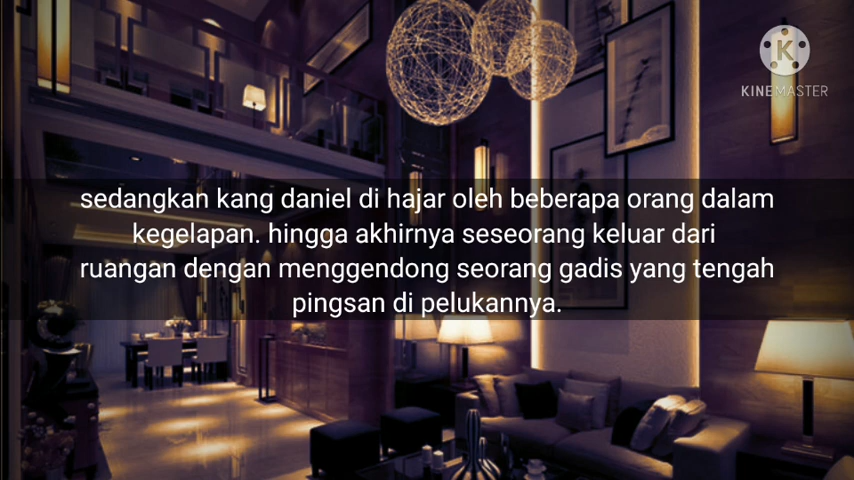 KINEMASTER
sedangkan kang daniel di hajar oleh beberapa orang dalam
kegelapan. hingga akhirnya seseorang keluar dari
ruangan dengan menggendong seorang gadis yang tengah
pingsan di pelukannya.